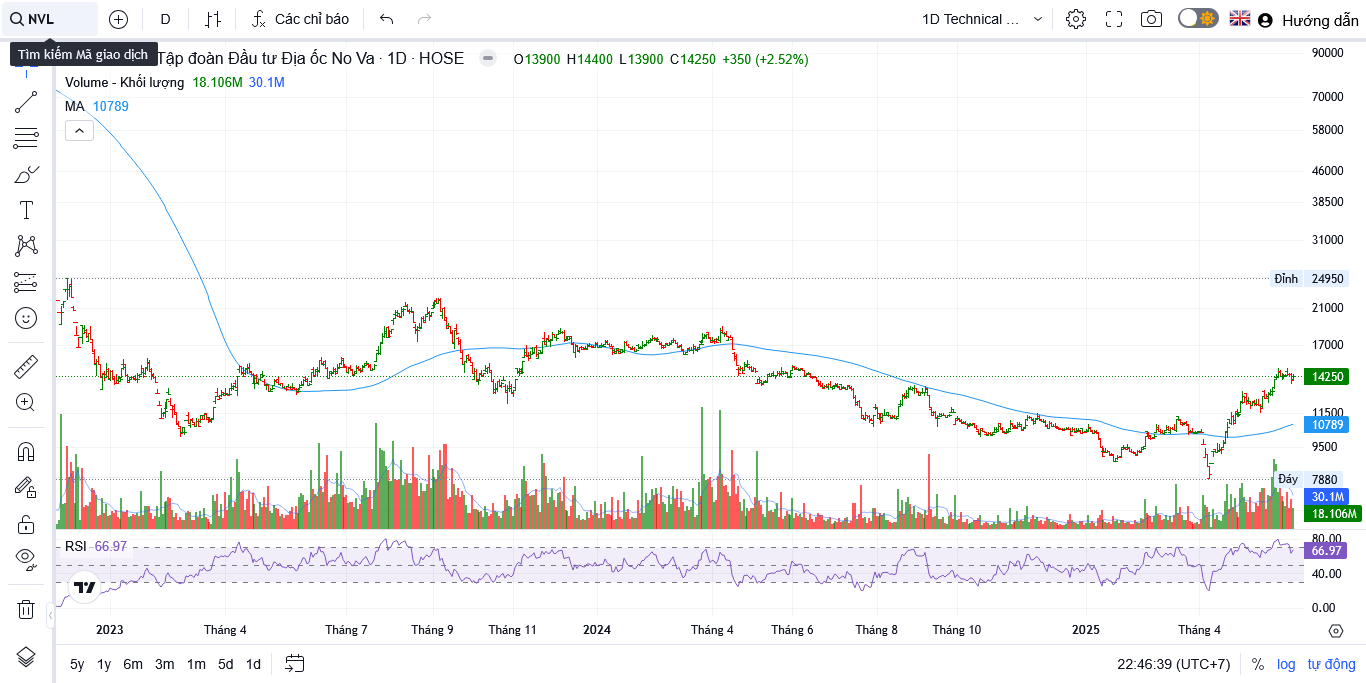 NVL D Các chỉ báo 1D Technical ... Hướng dẫn
Tìm kiếm Mã giao dịch
Tập đoàn Đầu tư Địa ốc No Va · 1D · HOSE O13900 H14400 L13900 C14250 +350 (+2.52%)
Volume - Khối lượng 18.106M 30.1M
MA 10789
90000
70000
58000
46000
38500
31000
Đỉnh 24950
21000
17000
14250
11500
10789
9500
Đáy 7880
30.1M
18.106M
RSI 66.97
80.00
66.97
40.00
0.00
2023 Tháng 4 Tháng 7 Tháng 9 Tháng 11 2024 Tháng 4 Tháng 6 Tháng 8 Tháng 10 2025 Tháng 4
5y 1y 6m 3m 1m 5d 1d 22:46:39 (UTC+7) % log tự động